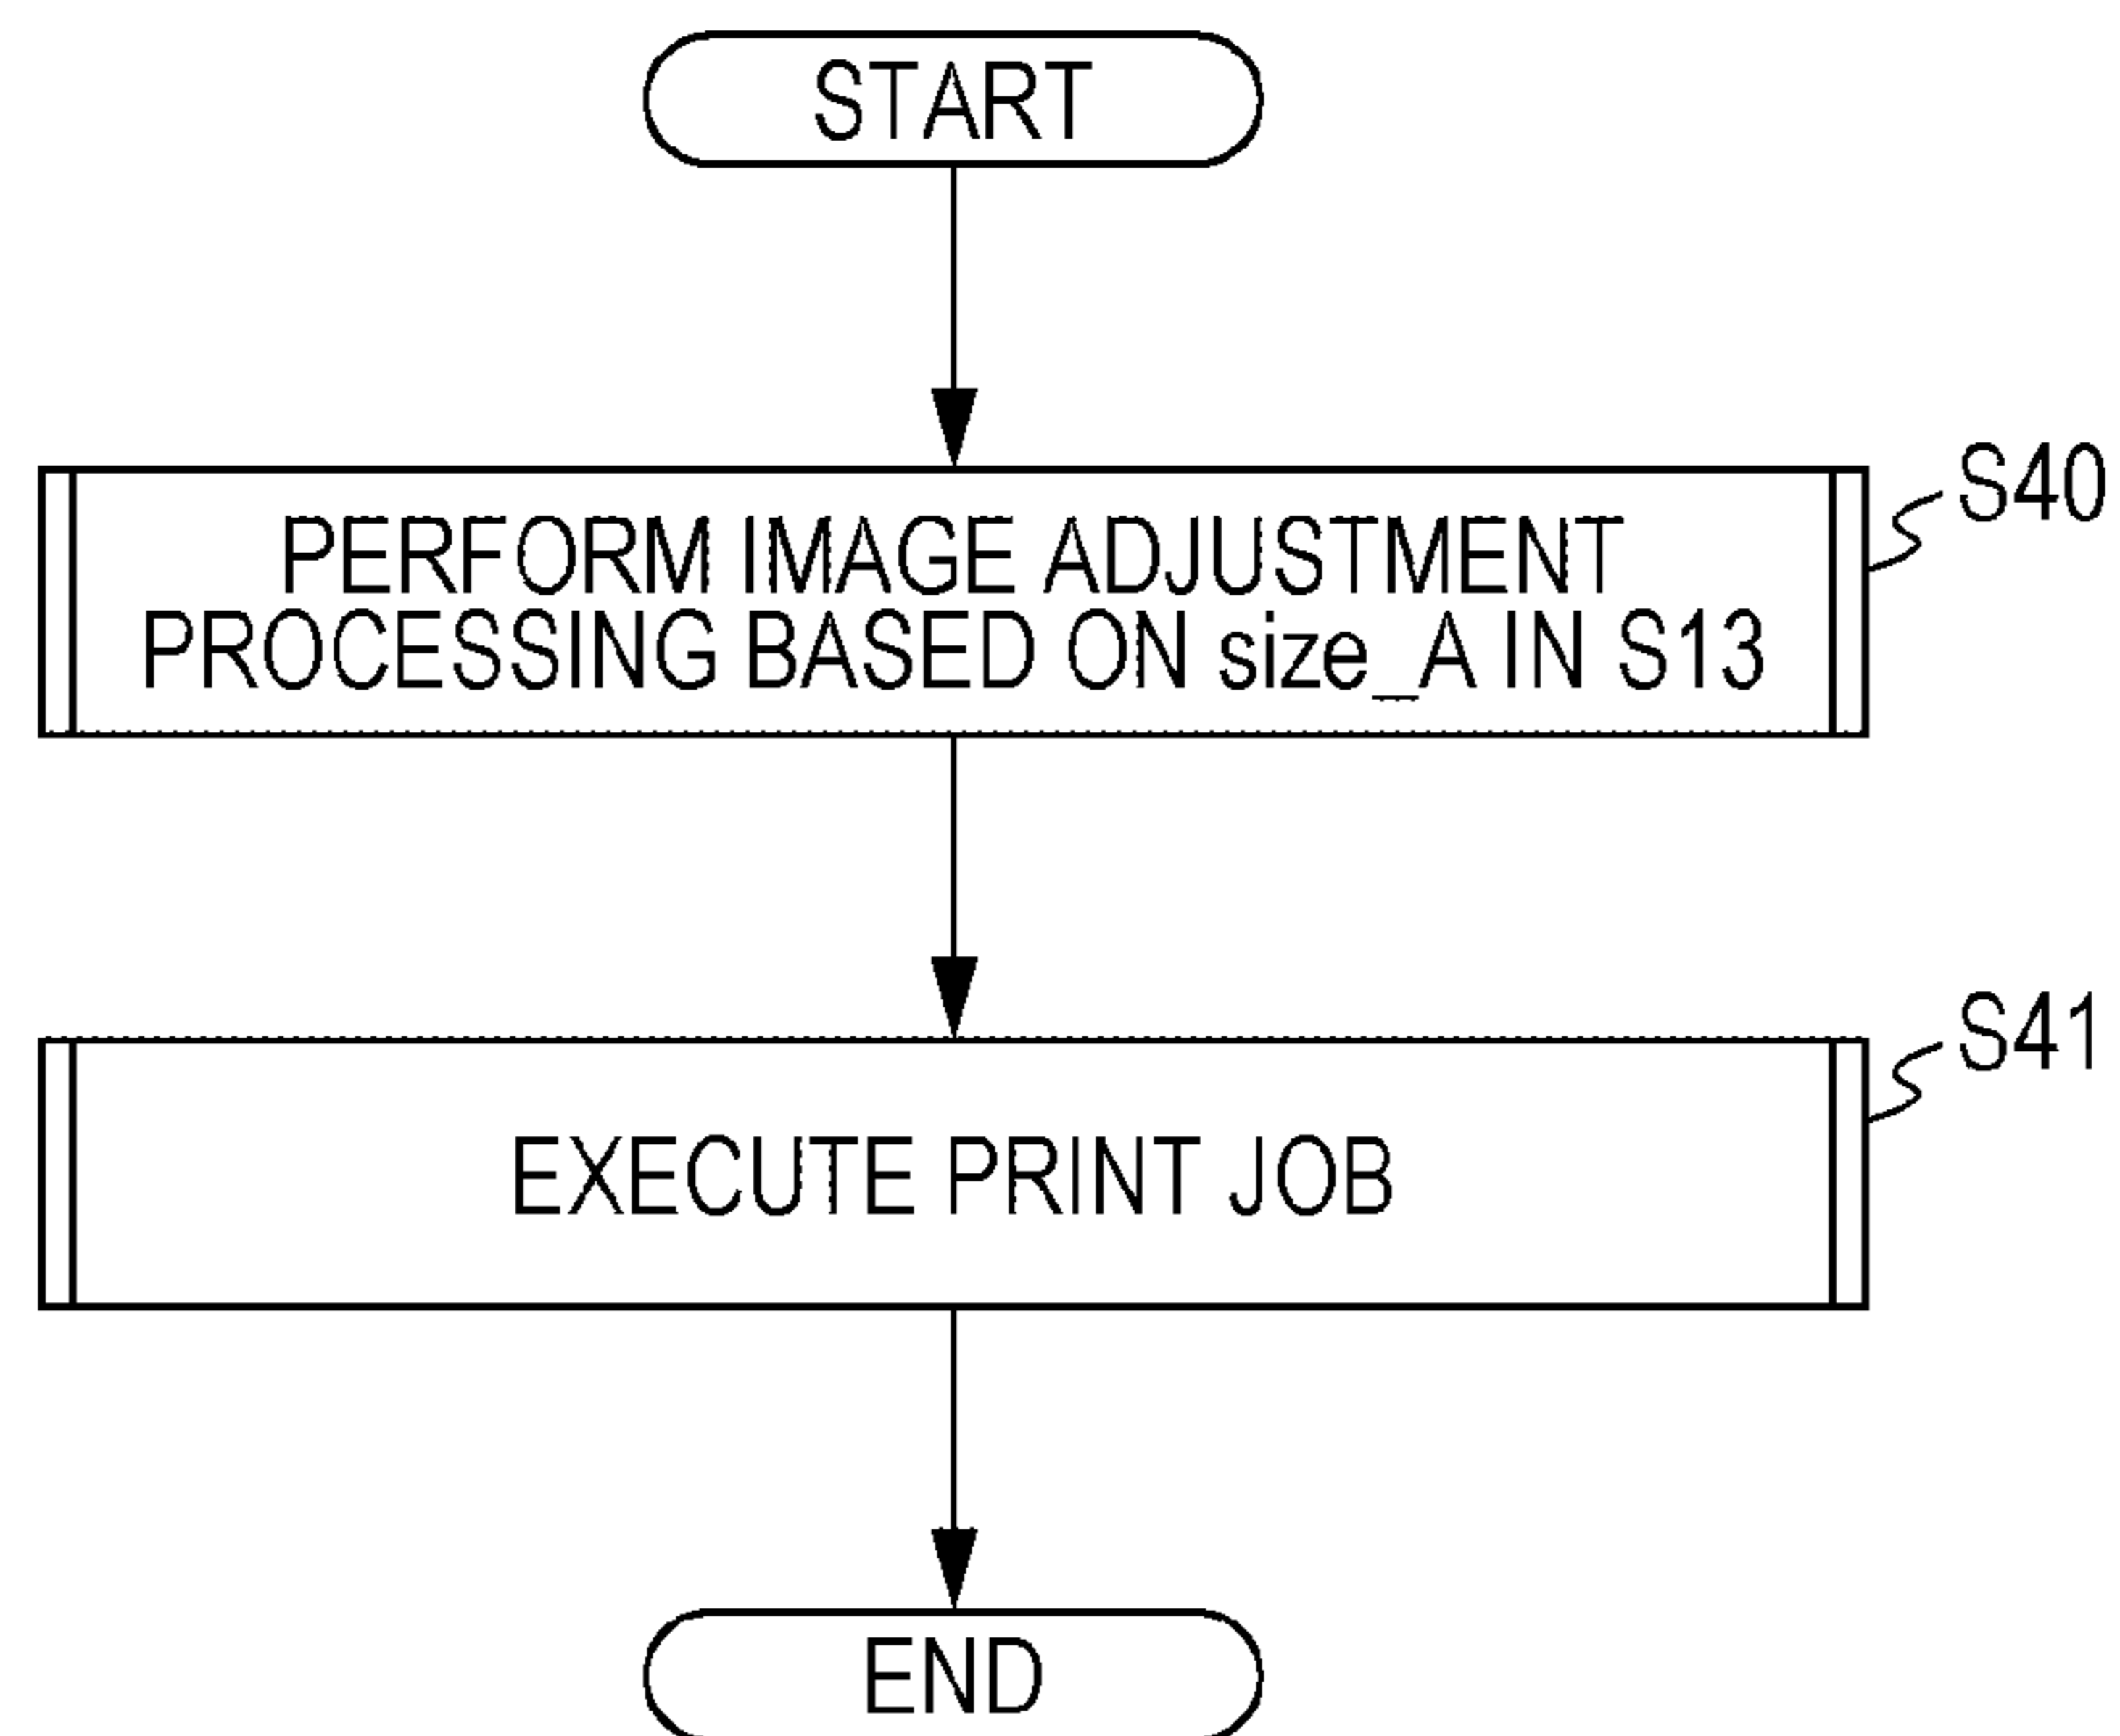 START
S40
PERFORM IMAGE ADJUSTMENT
PROCESSING BASED ON size_A IN S13
S41
EXECUTE PRINT JOB
END